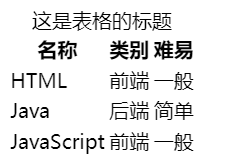 这是表格的标题
名称 类别 难易
HTML 前端 一般
Java 后端 简单
JavaScript 前端 一般